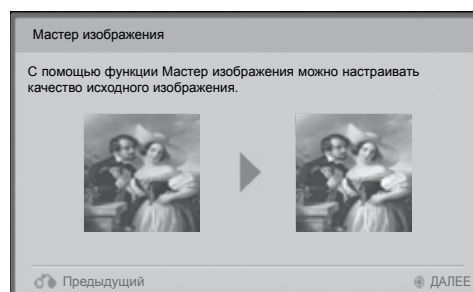 Мастер изображения
С помощью функции Мастер изображения можно настраивать
качество исходного изображения.
Предыдущий
ДАЛЕЕ